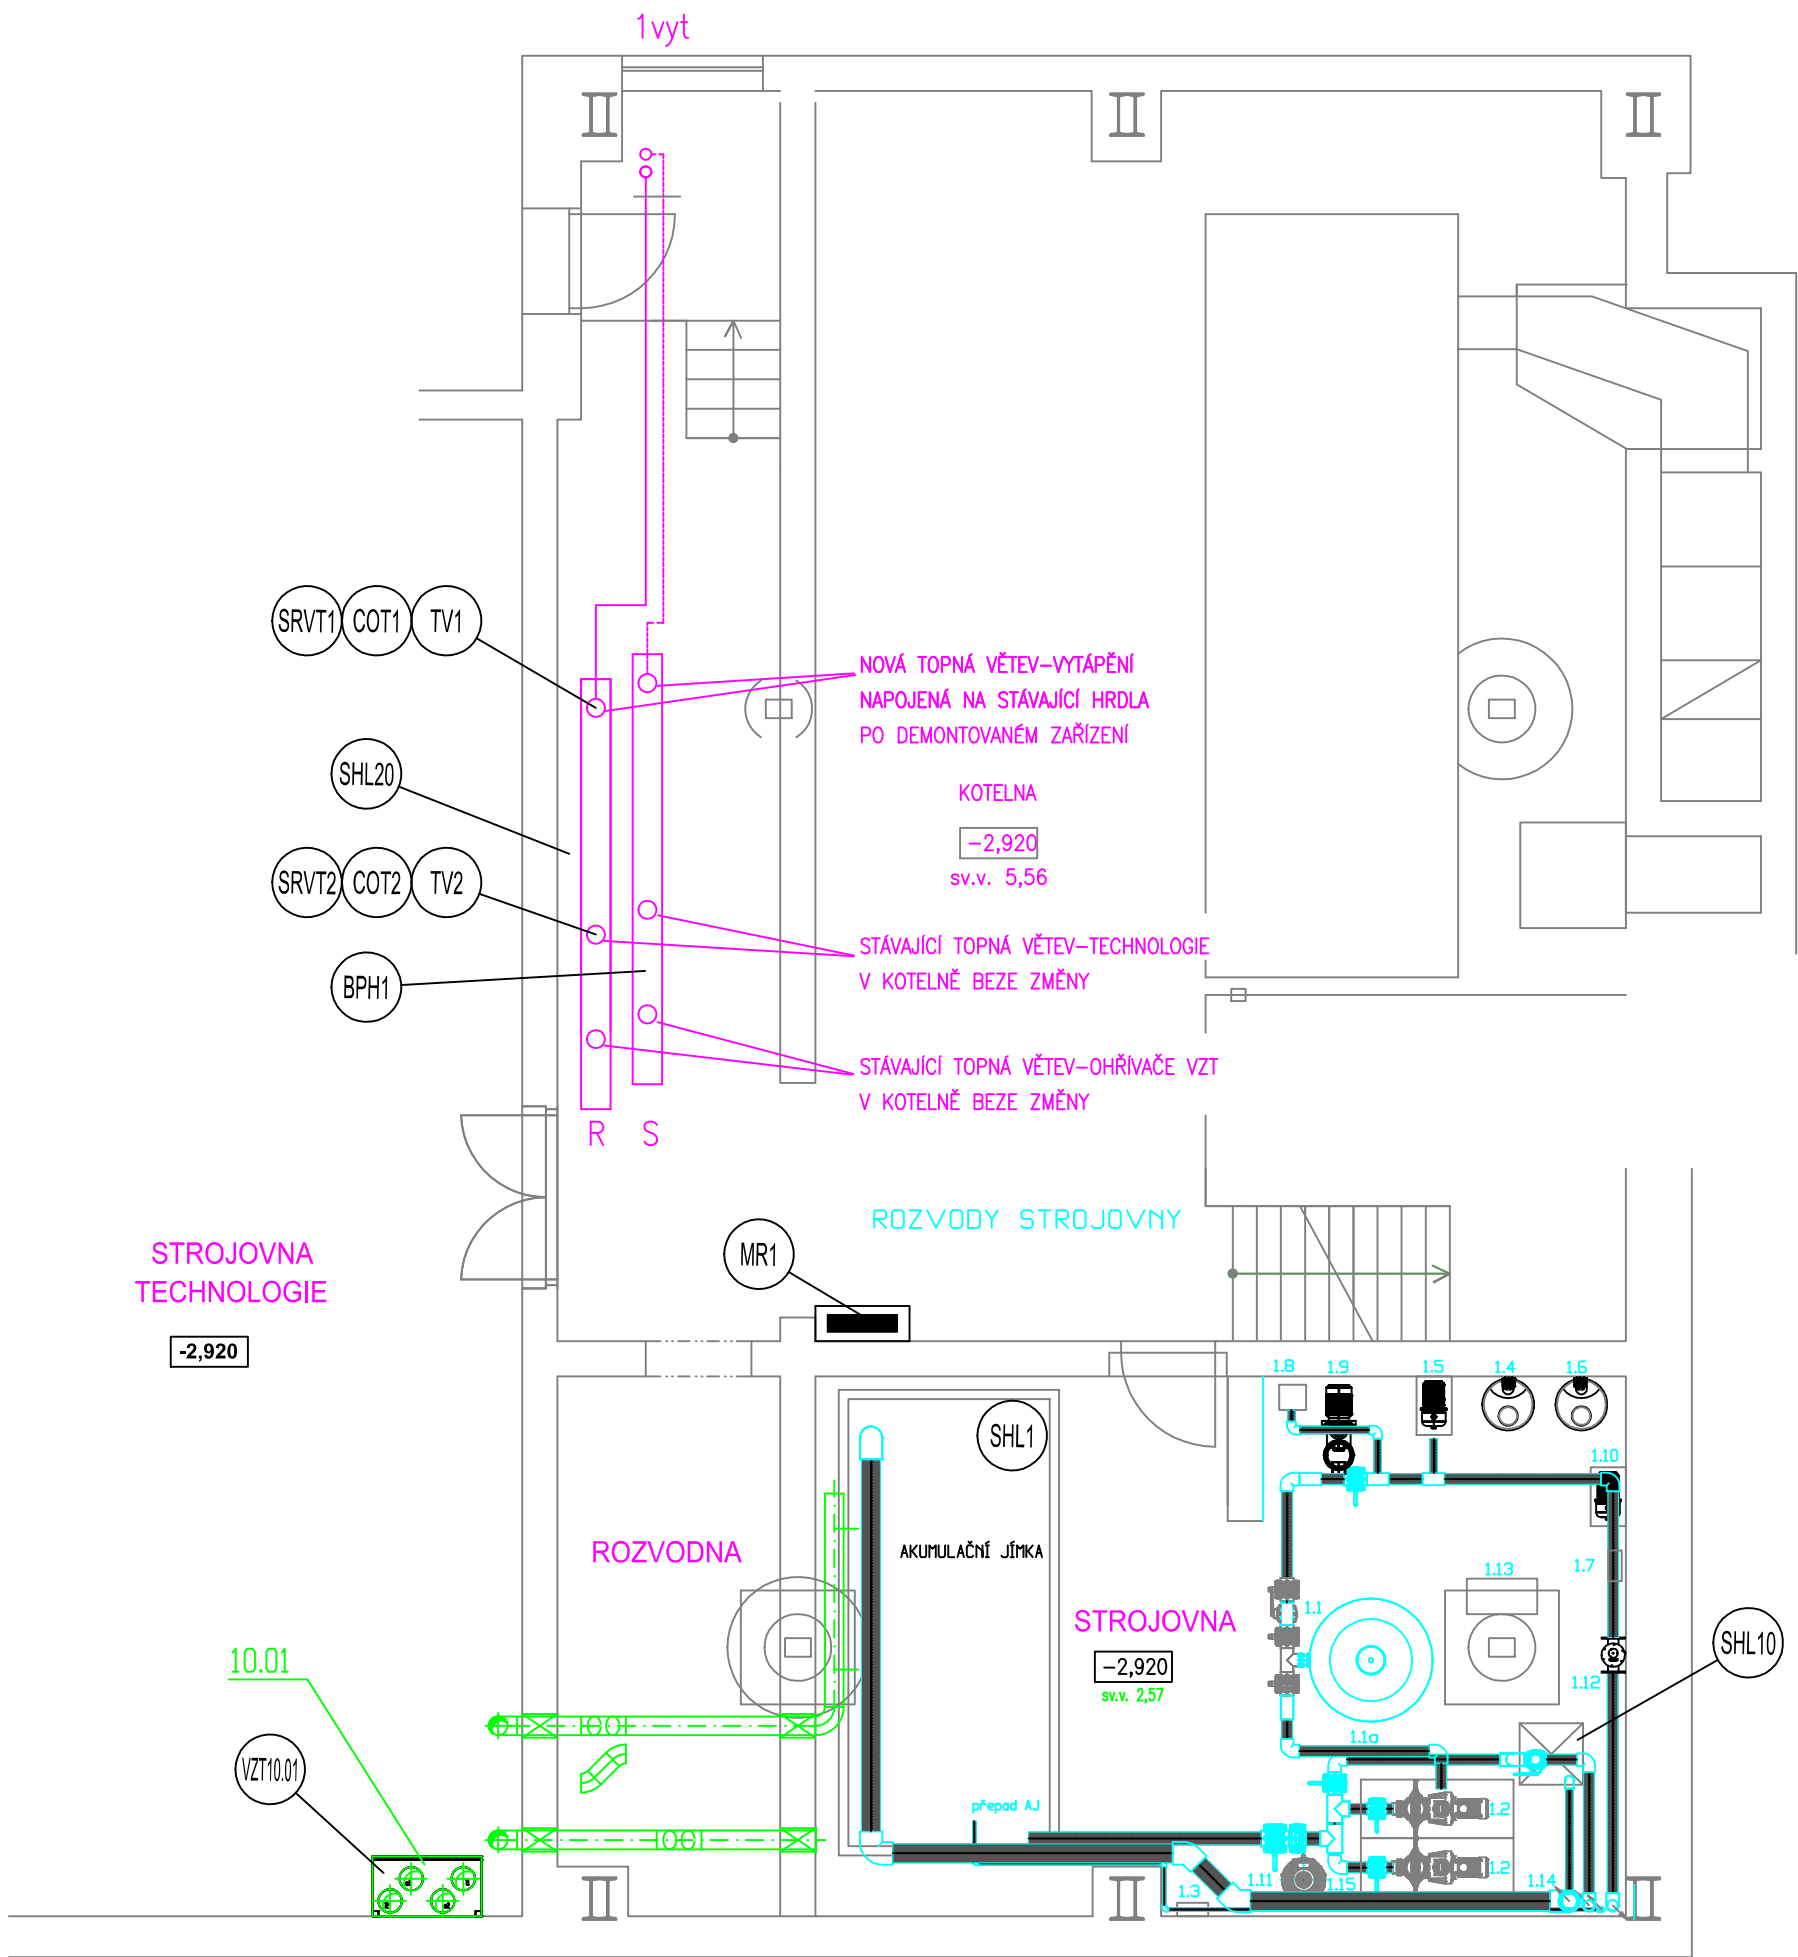 1vyt
SRVT1 COT1 TV1
NOVÁ TOPNÁ VĚTEV-VYTÁPĚNÍ
NAPOJENÁ NA STÁVAJÍCÍ HRDLA
PO DEMONTOVANÉM ZAŘÍZENÍ
SHL20
KOTELNA
-2,920
sv.v. 5,56
SRVT2 COT2 TV2
STÁVAJÍCÍ TOPNÁ VĚTEV-TECHNOLOGIE
V KOTELNĚ BEZE ZMĚNY
BPH1
STÁVAJÍCÍ TOPNÁ VĚTEV-OHŘÍVAČE VZT
V KOTELNĚ BEZE ZMĚNY
R S
ROZVODY STROJOVNY
STROJOVNA
TECHNOLOGIE
-2,920
MR1
1.8 1.9 1.5 1.4 1.6
SHL1
1.10
ROZVODNA
AKUMULAČNÍ JÍMKA
1.7
1.13
1.1
STROJOVNA
-2,920
sv.v. 2,57
SHL10
10.01
1.12
1.1a
VZT10.01
přepad AJ
1.2
1.2
1.11
1.15
1.14
1.3